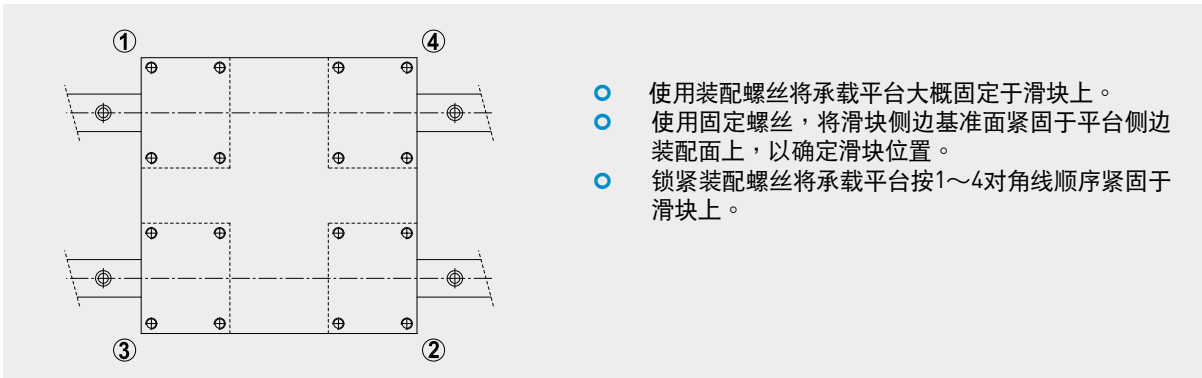 ①
④
使用装配螺丝将承载平台大概固定于滑块上。
使用固定螺丝，将滑块侧边基准面紧固于平台侧边
装配面上，以确定滑块位置。
锁紧装配螺丝将承载平台按1～4对角线顺序紧固于
滑块上。
③
②